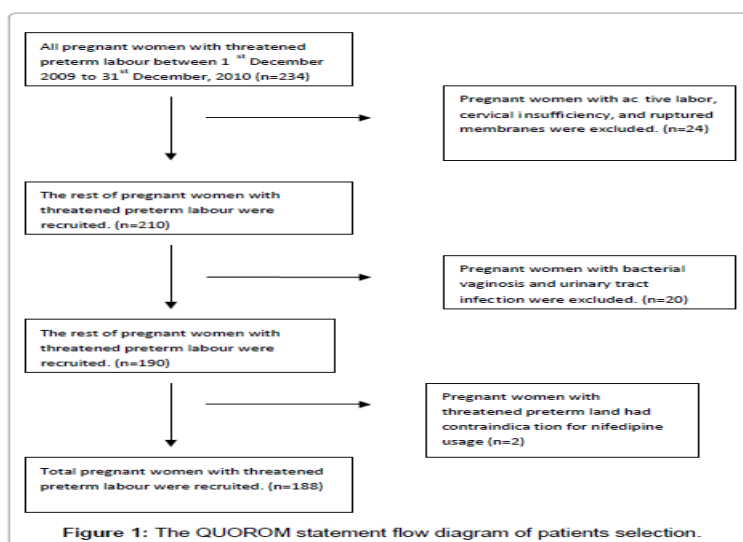 All pregnant women with threatened
preterm labour between 1 st December
2009 to 31st December, 2010 (n=234)
Pregnant women with ac tive labor,
cervical insufficiency, and ruptured
membranes were excluded. (n=24)
The rest of pregnant women with
threatened preterm labour were
recruited. (n=210)
Pregnant women with bacterial
vaginosis and urinary tract
infection were excluded. (n=20)
The rest of pregnant women with
threatened preterm labour were
recruited. (n=190)
Pregnant women with
threatened preterm land had
contraindica tion for nifedipine
usage (n=2)
Total pregnant women with threatened
preterm labour were recruited. (n=188)
Figure 1: The QUOROM statement flow diagram of patients selection.